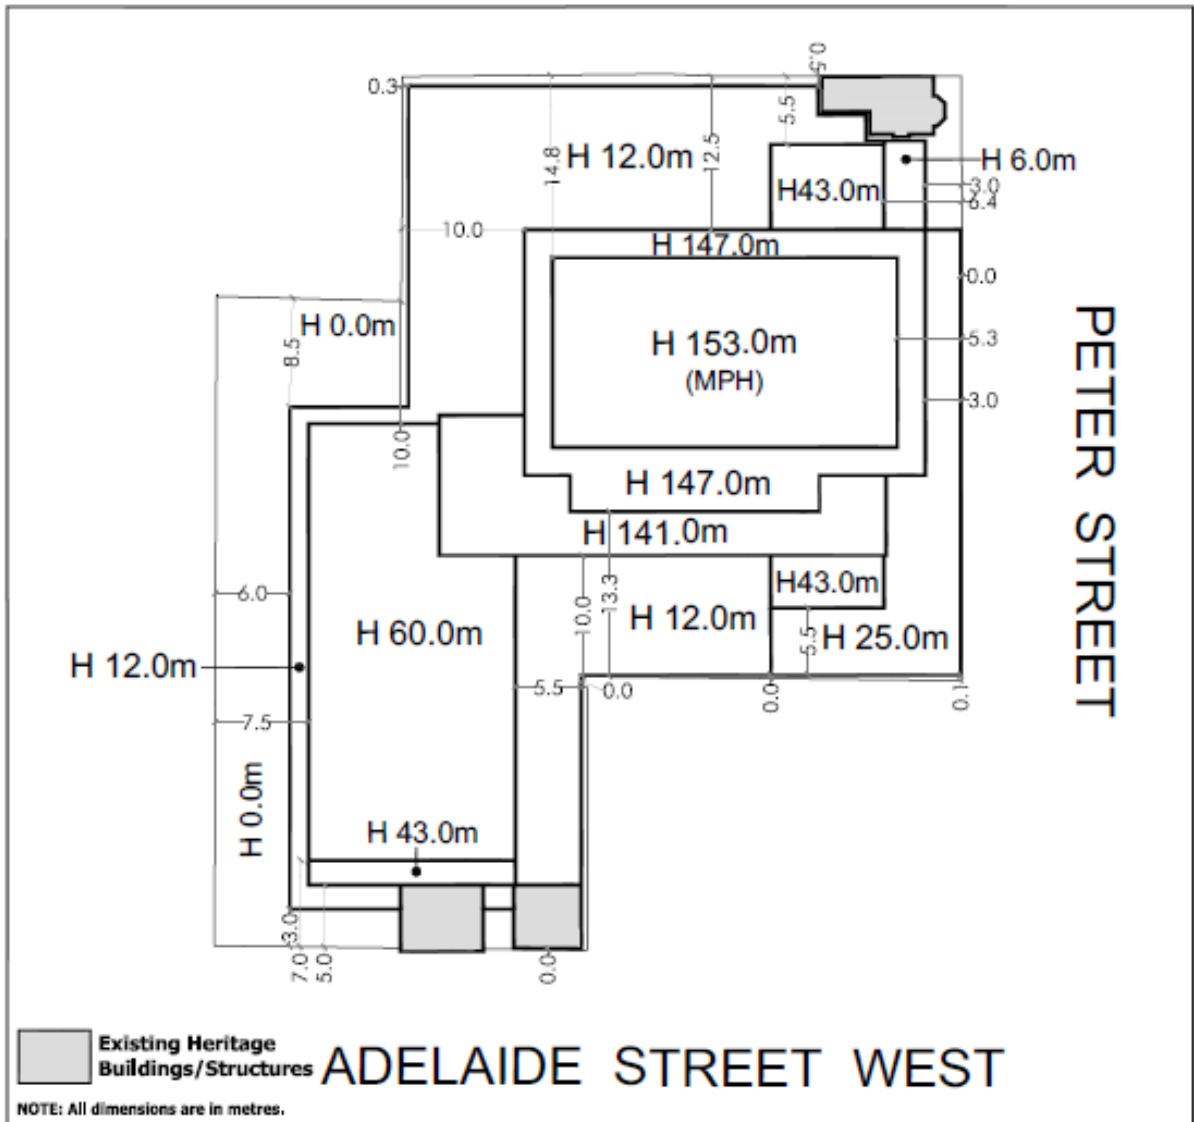 0.5
0.3
5.5
14.8
H 12.0m
12.5
H 6.0m
H43.0m
3.0
6.4
10.0
H 147.0m
0.0
H 0.0m
8.5
H 153.0m
(MPH)
5.3
3.0
PETER STREET
10.0
H 147.0m
H 141.0m
6.0
10.0
13.3
H43.0m
H 12.0m
H 60.0m
5.5
H 25.0m
H 12.0m
5.5
0.0
0.0
0.1
7.5
H 0.0m
H 43.0m
3.0
7.0
5.0
0.0
Existing Heritage
Buildings/Structures
ADELAIDE STREET WEST
NOTE: All dimensions are in metres.